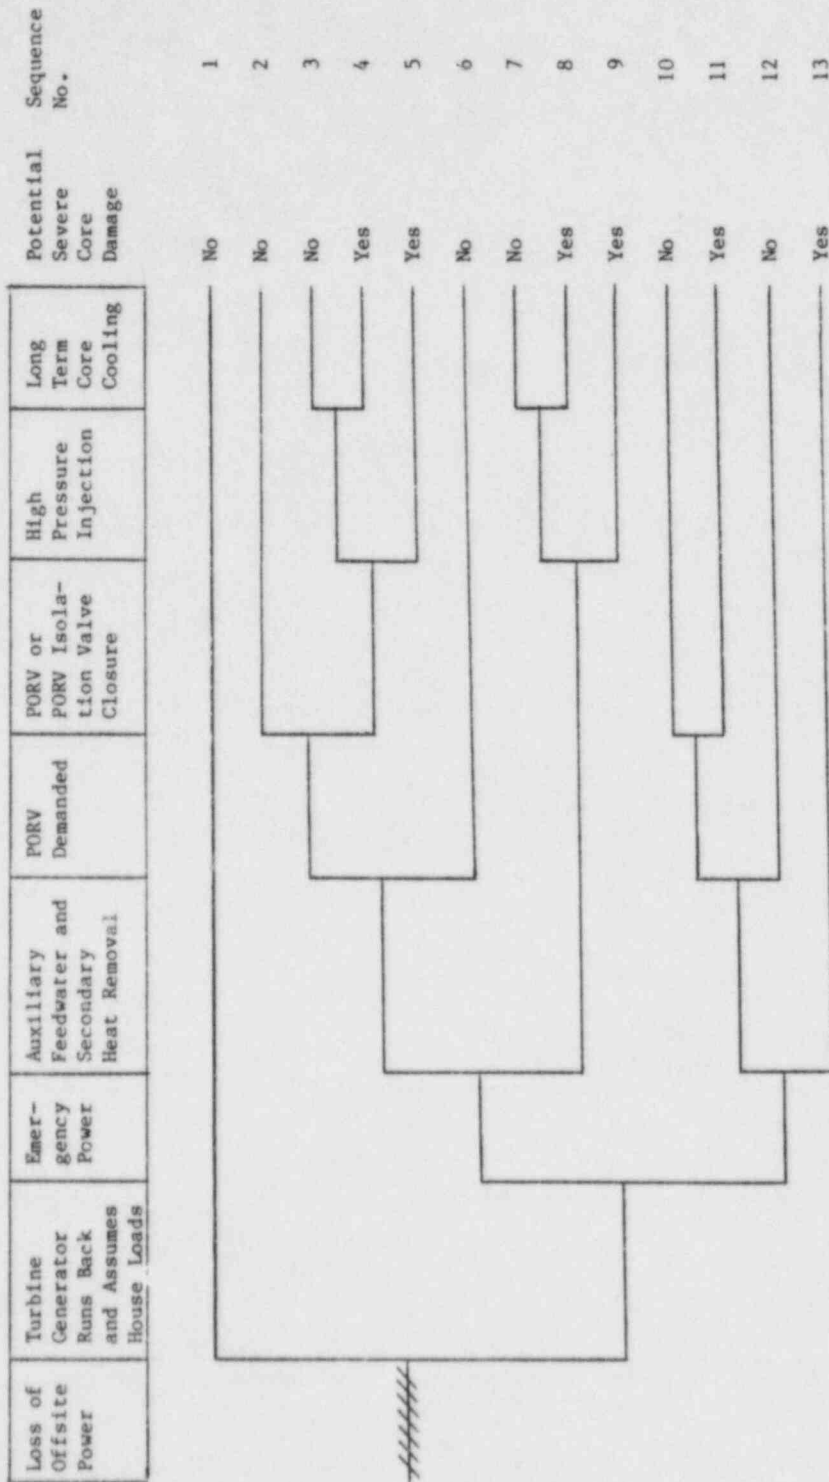 Loss of
Offsite
Power
Turbine
Generator
Runs Back
and Assumes
House Loads
Emer-
gency
Power
Auxiliary
Feedwater and
Secondary
Heat Removal
PORV
Demanded
PORV or
PORV Isola-
tion Valve
Closure
High
Pressure
Injection
Long
Term
Core
Cooling
Potential
Severe
Core
Damage
Sequence
No.
No 1
No 2
No 3
Yes 4
Yes 5
No 6
No 7
Yes 8
Yes 9
No 10
Yes 11
No 12
Yes 13